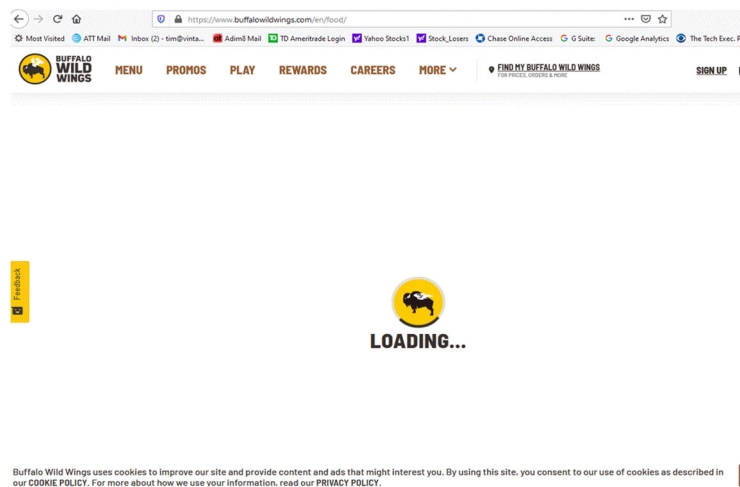 https://www.buffalowildwings.com/en/food/
Most Visited ATT Mail Inbox (2) - tim@vinta... Adim8 Mail TD Ameritrade Login Yahoo Stocks1 Stock_Losers Chase Online Access G Suite: Google Analytics The Tech Exec.
BUFFALO
WILD
WINGS
MENU PROMOS PLAY REWARDS CAREERS MORE
FIND MY BUFFALO WILD WINGS
FOR PRICES, ORDERS & MORE
SIGN UP
Feedback
LOADING...
Buffalo Wild Wings uses cookies to improve our site and provide content and ads that might interest you. By using this site, you consent to our use of cookies as described in
our COOKIE POLICY. For more about how we use your information, read our PRIVACY POLICY.